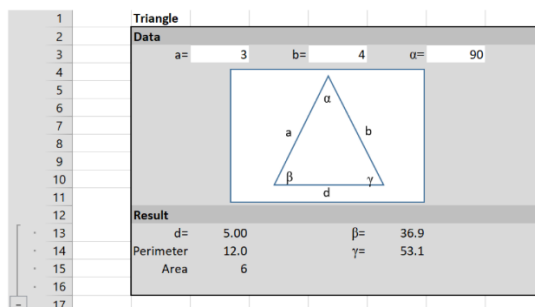 1 Triangle
2 Data
3 a= 3 b= 4 α= 90
4
α
5
6
7 a b
8
9
10 β γ
d
11
12 Result
13 d= 5.00 β= 36.9
14 Perimeter 12.0 γ= 53.1
15 Area 6
16
17